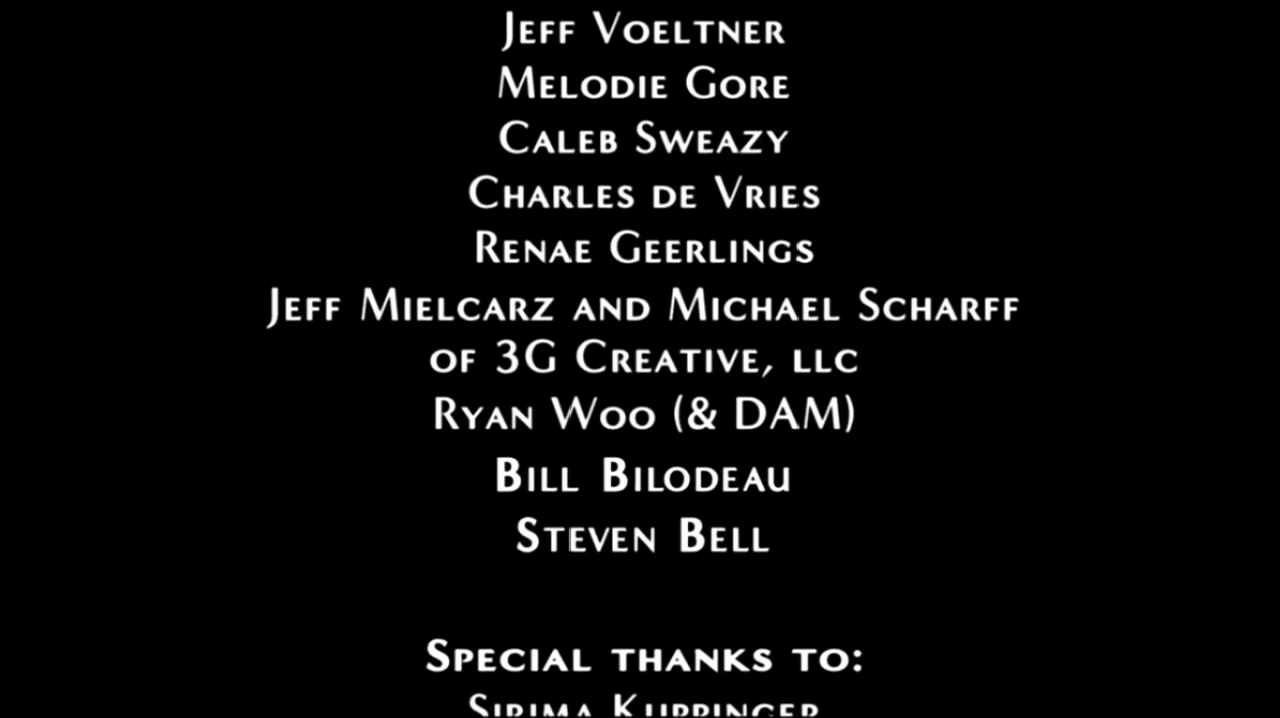 Jeff Voeltner
Melodie Gore
Caleb Sweazy
Charles de Vries
Renae Geerlings
Jeff Mielcarz and Michael Scharff
of 3G Creative, llc
Ryan Woo (& DAM)
Bill Bilodeau
Steven Bell
Special thanks to:
Sirima